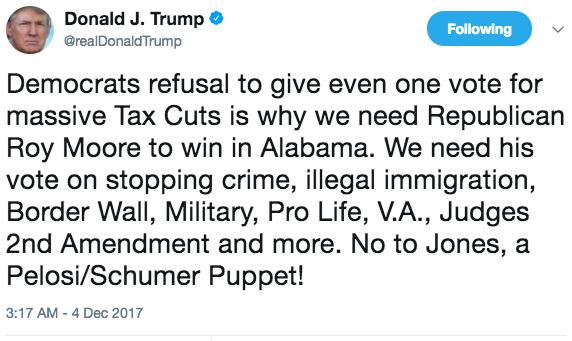 Donald J. Trump
@realDonaldTrump
Following
Democrats refusal to give even one vote for
massive Tax Cuts is why we need Republican
Roy Moore to win in Alabama. We need his
vote on stopping crime, illegal immigration,
Border Wall, Military, Pro Life, V.A., Judges
2nd Amendment and more. No to Jones, a
Pelosi/Schumer Puppet!
3:17 AM - 4 Dec 2017